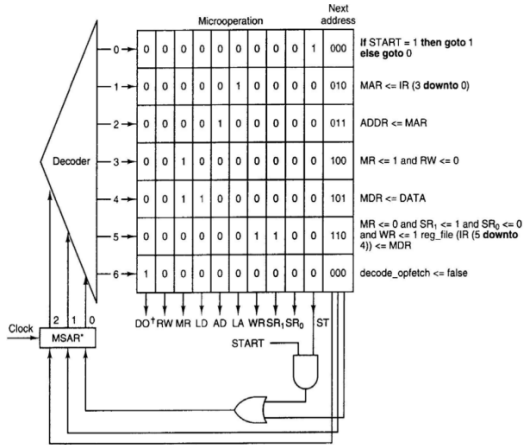 Microoperation
Next address
Decoder
0 0 0 0 0 0 0 0 0 0 1 000 If START = 1 then goto 1
else goto 0
1 0 0 0 0 0 1 0 0 0 0 010 MAR <= IR (3 downto 0)
2 0 0 0 0 1 0 0 0 0 0 011 ADDR <= MAR
3 0 0 1 0 0 0 0 0 0 0 100 MR <= 1 and RW <= 0
4 0 0 1 1 0 0 0 0 0 0 101 MDR <= DATA
5 0 0 0 0 0 0 1 1 0 0 110 MR <= 0 and SR₁ <= 1 and SR₀ <= 0
and WR <= 1 reg_file (IR (5 downto
4)) <= MDR
6 1 0 0 0 0 0 0 0 0 0 000 decode_opfetch <= false
DO† RW MR LD AD LA WR SR₁ SR₀ ST
2 1 0
Clock
MSAR*
START